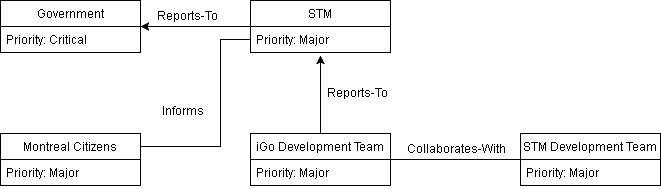 Government
Reports-To
STM
Priority: Critical
Priority: Major
Reports-To
Informs
Montreal Citizens
iGo Development Team
Collaborates-With
STM Development Team
Priority: Major
Priority: Major
Priority: Major